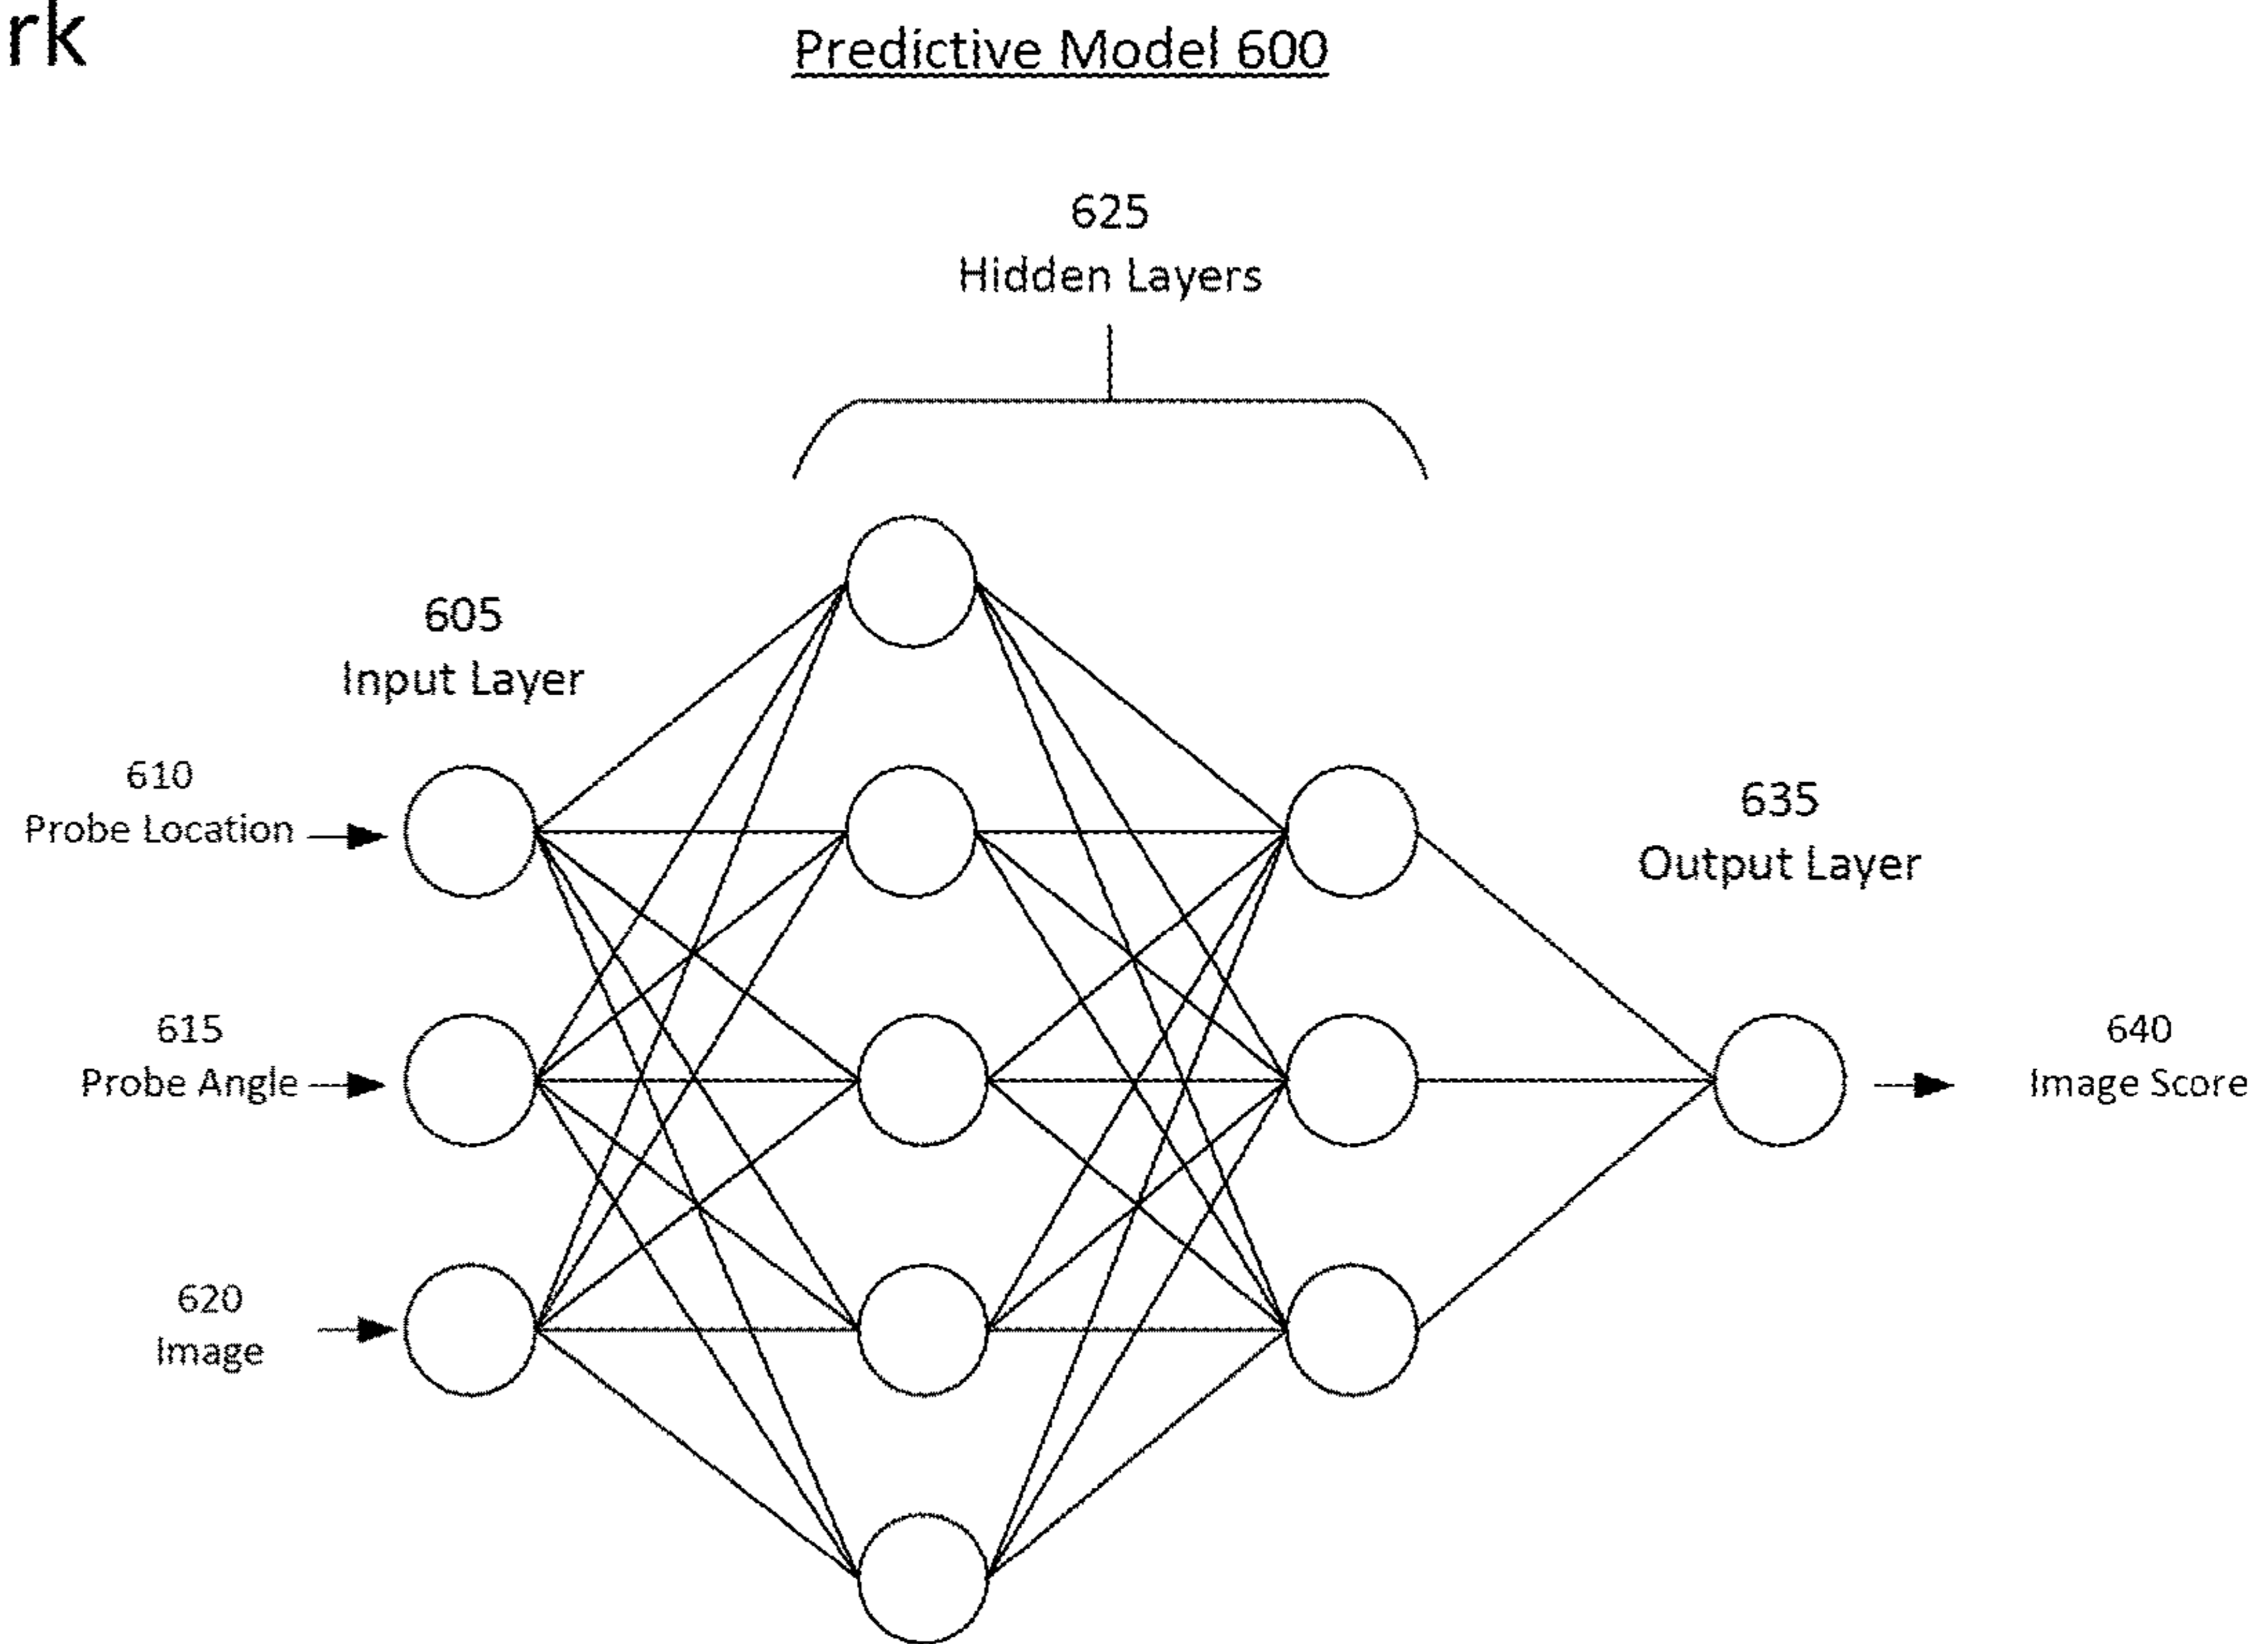 rk
Predictive Model 600
625
Hidden Layers
605
Input Layer
610
Probe Location
635
Output Layer
615
Probe Angle
640
Image Score
620
Image